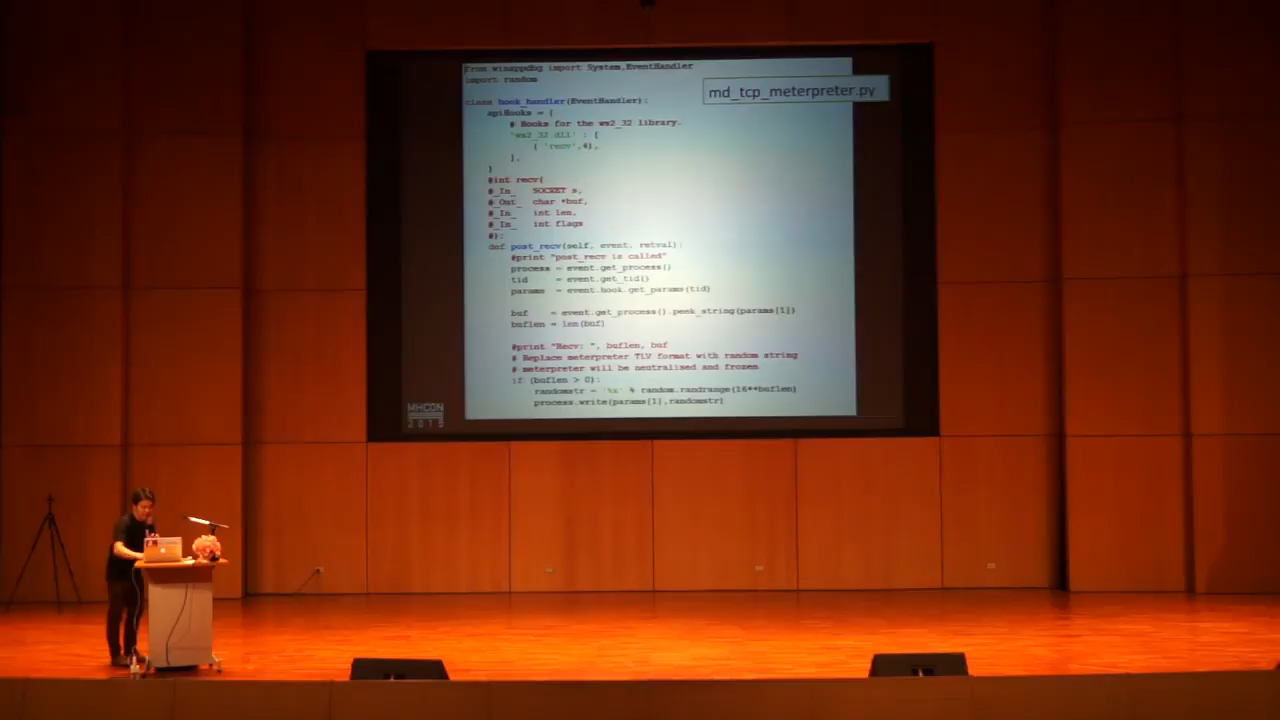 from winappdbg import System,EventHandler
import random
md_tcp_meterpreter.py
class hook_handler(EventHandler):
apiHooks = {
# Hooks for the ws2_32 library.
'ws2_32.dll' : [
( 'recv',4),
],
}
#int recv(
#_In_ SOCKET s,
#_Out_ char *buf,
#_In_ int len,
#_In_ int flags
#);
def post_recv(self, event, retval):
#print "post_recv is called"
process = event.get_process()
tid = event.get_tid()
params = event.hook.get_params(tid)
buf = event.get_process().peek_string(params[1])
buflen = len(buf)
#print "Recv: ", buflen, buf
# Replace meterpreter TLV format with random string
# meterpreter will be neutralised and frozen
if (buflen > 0):
randomstr = '%x' % random.randrange(16**buflen)
process.write(params[1],randomstr)